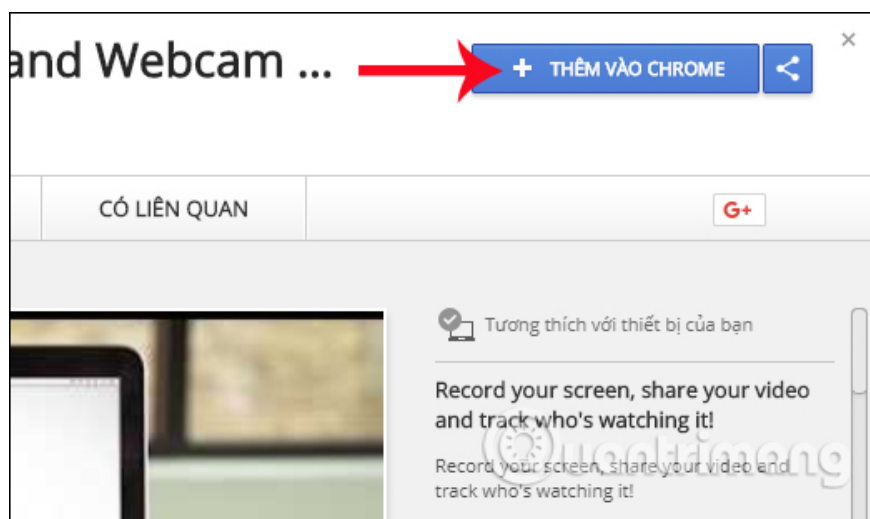 and Webcam ...
THÊM VÀO CHROME
CÓ LIÊN QUAN
G+
Tương thích với thiết bị của bạn
Record your screen, share your video
and track who's watching it!
Record your screen, share your video and
track who's watching it!
Quantrimang